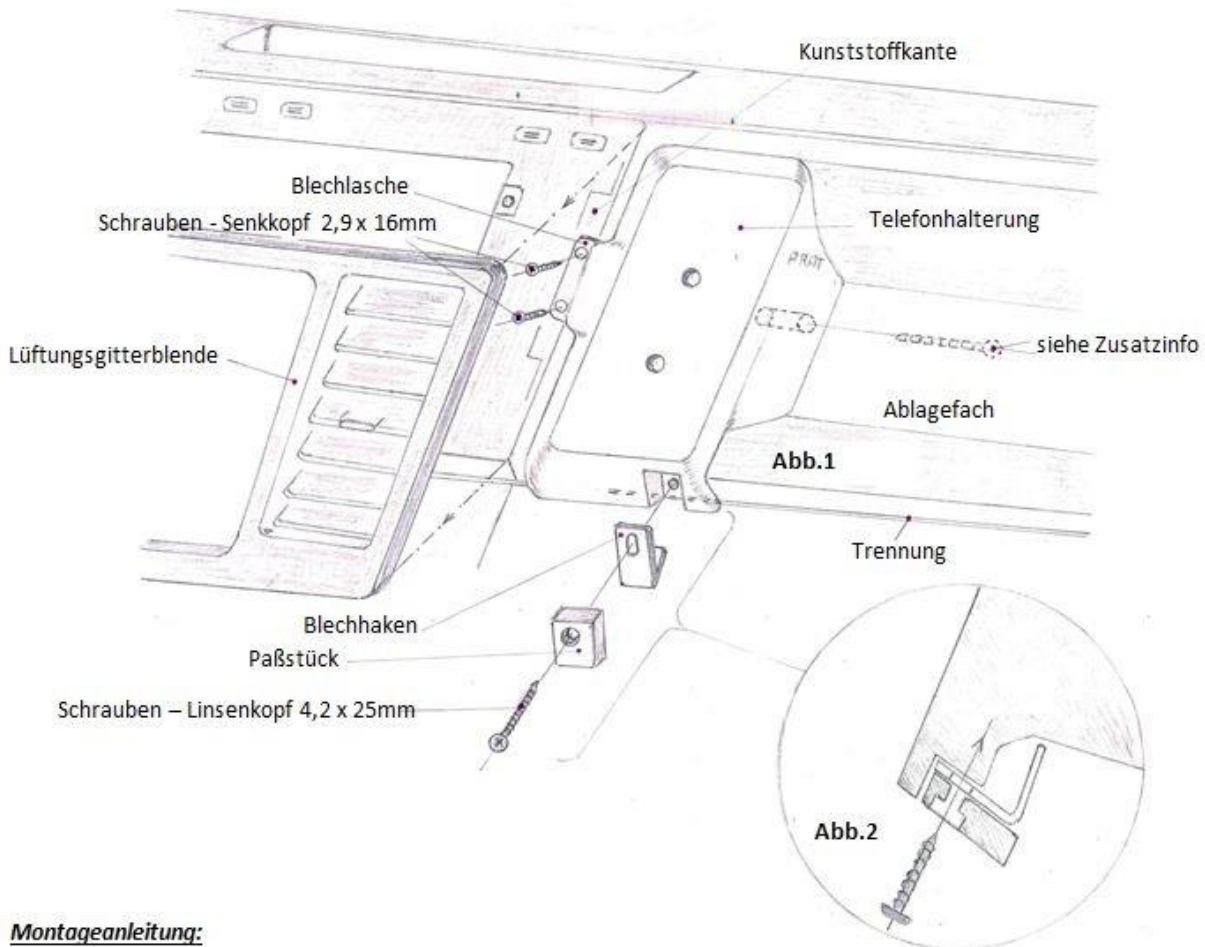 Kunststoffkante
Blechlasche
Schrauben - Senkkopf 2,9 x 16mm
Telefonhalterung
PRAT
Lüftungsgitterblende
siehe Zusatzinfo
Ablagefach
Abb.1
Trennung
Blechhaken
Paßstück
Schrauben – Linsenkopf 4,2 x 25mm
Abb.2
Montageanleitung: